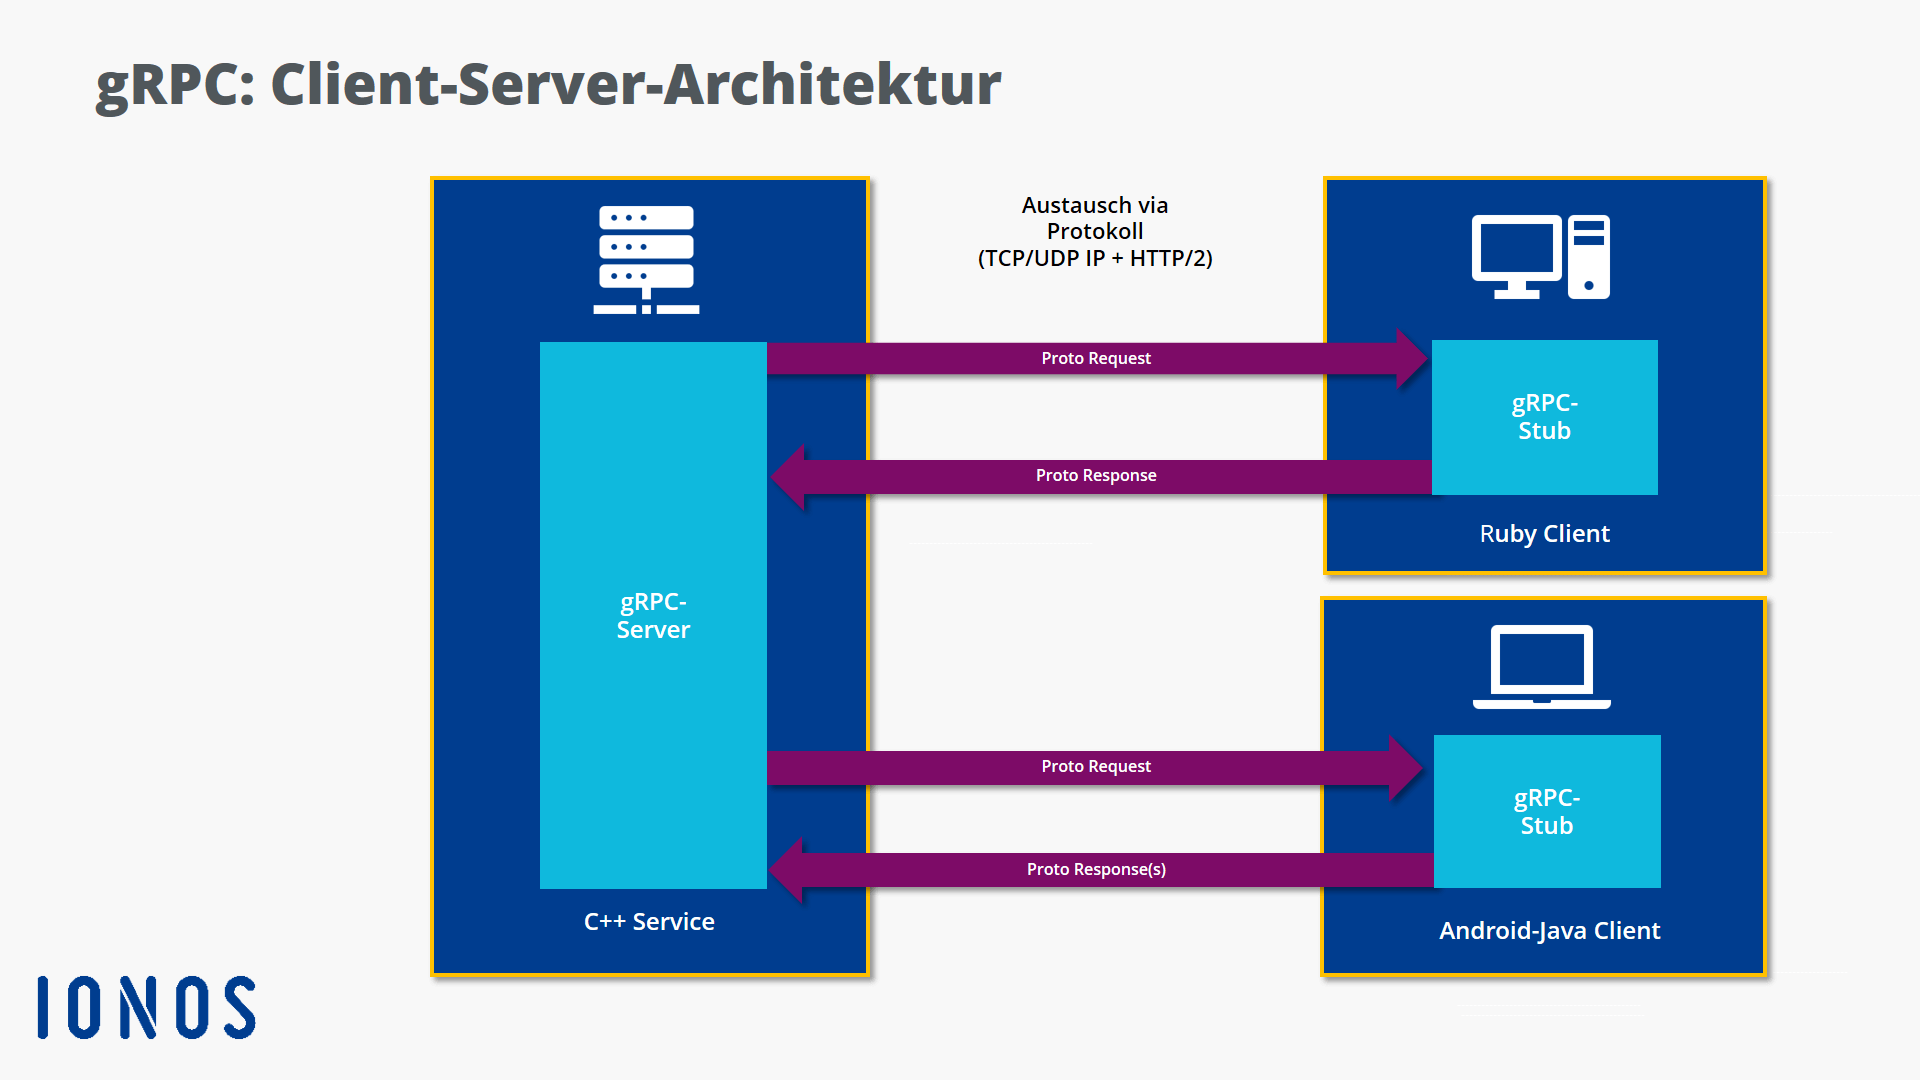 gRPC: Client-Server-Architektur
Austausch via
Protokoll
(TCP/UDP IP + HTTP/2)
Proto Request
gRPC-
Stub
Proto Response
Ruby Client
gRPC-
Server
Proto Request
gRPC-
Stub
Proto Response(s)
C++ Service
Android-Java Client
IONOS